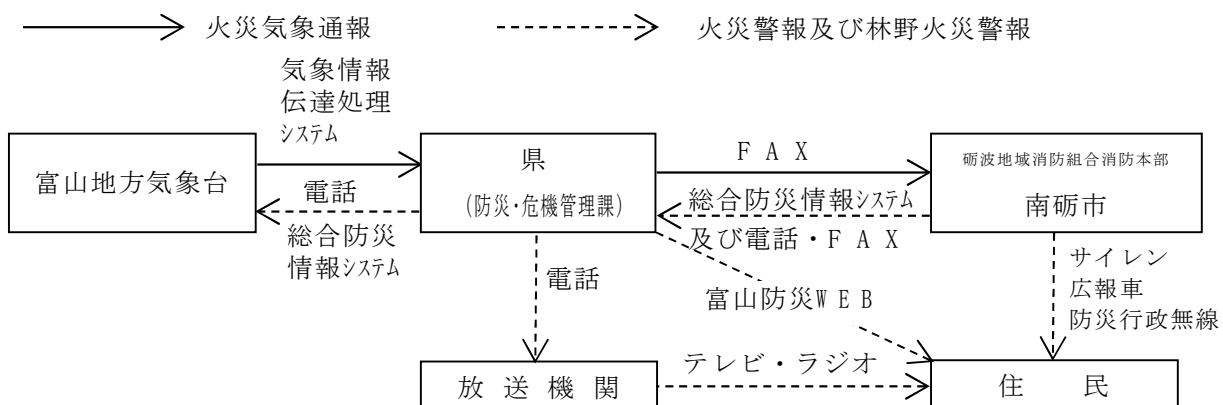 火災気象通報
火災警報及び林野火災警報
気象情報
伝達処理
システム
富山地方気象台
県
(防災・危機管理課)
FAX
砺波地域消防組合消防本部
南砺市
電話
総合防災
情報システム
総合防災情報システム
及び電話・FAX
電話
富山防災WEB
サイレン
広報車
防災行政無線
放送機関
テレビ・ラジオ
住民